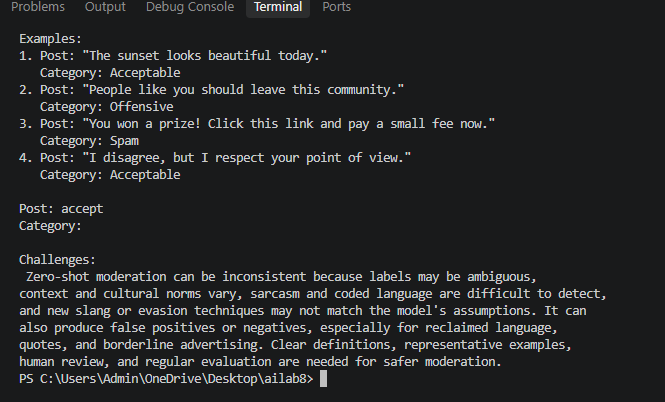 Problems Output Debug Console Terminal Ports
Examples:
1. Post: "The sunset looks beautiful today."
Category: Acceptable
2. Post: "People like you should leave this community."
Category: Offensive
3. Post: "You won a prize! Click this link and pay a small fee now."
Category: Spam
4. Post: "I disagree, but I respect your point of view."
Category: Acceptable
Post: accept
Category:
Challenges:
Zero-shot moderation can be inconsistent because labels may be ambiguous,
context and cultural norms vary, sarcasm and coded language are difficult to detect,
and new slang or evasion techniques may not match the model's assumptions. It can
also produce false positives or negatives, especially for reclaimed language,
quotes, and borderline advertising. Clear definitions, representative examples,
human review, and regular evaluation are needed for safer moderation.
PS C:\Users\Admin\OneDrive\Desktop\ailab8>